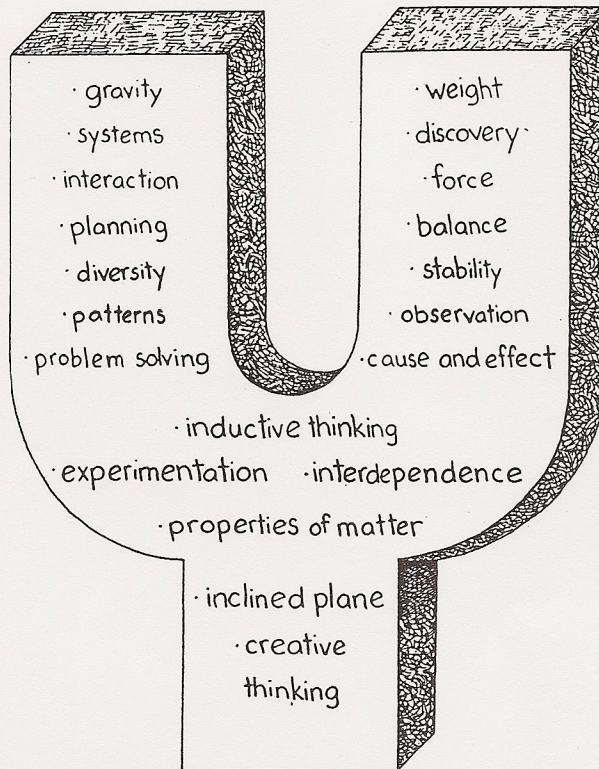 · gravity
· systems
· interaction
· planning
· diversity
· patterns
· problem solving
· weight
· discovery
· force
· balance
· stability
· observation
· cause and effect
· inductive thinking
· experimentation · interdependence
· properties of matter
· inclined plane
· creative
thinking